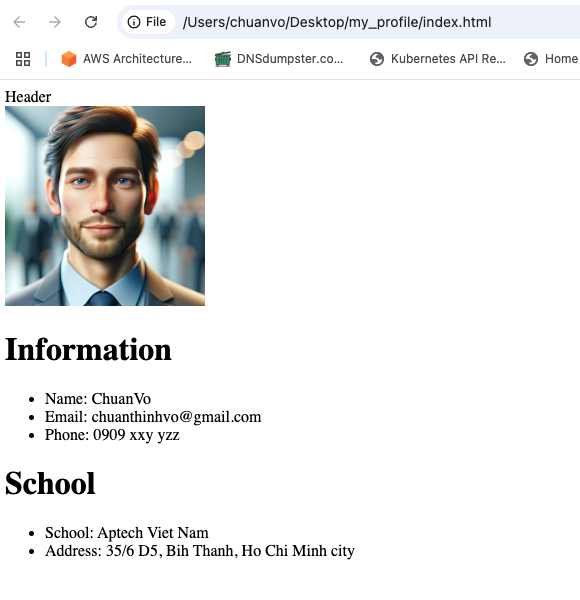 File
/Users/chuanvo/Desktop/my_profile/index.html
AWS Architecture...
DNSdumpster.co...
Kubernetes API Re...
Home
Header
Information
Name: ChuanVo
Email: chuanthinhvo@gmail.com
Phone: 0909 xxy yzz
School
School: Aptech Viet Nam
Address: 35/6 D5, Bih Thanh, Ho Chi Minh city